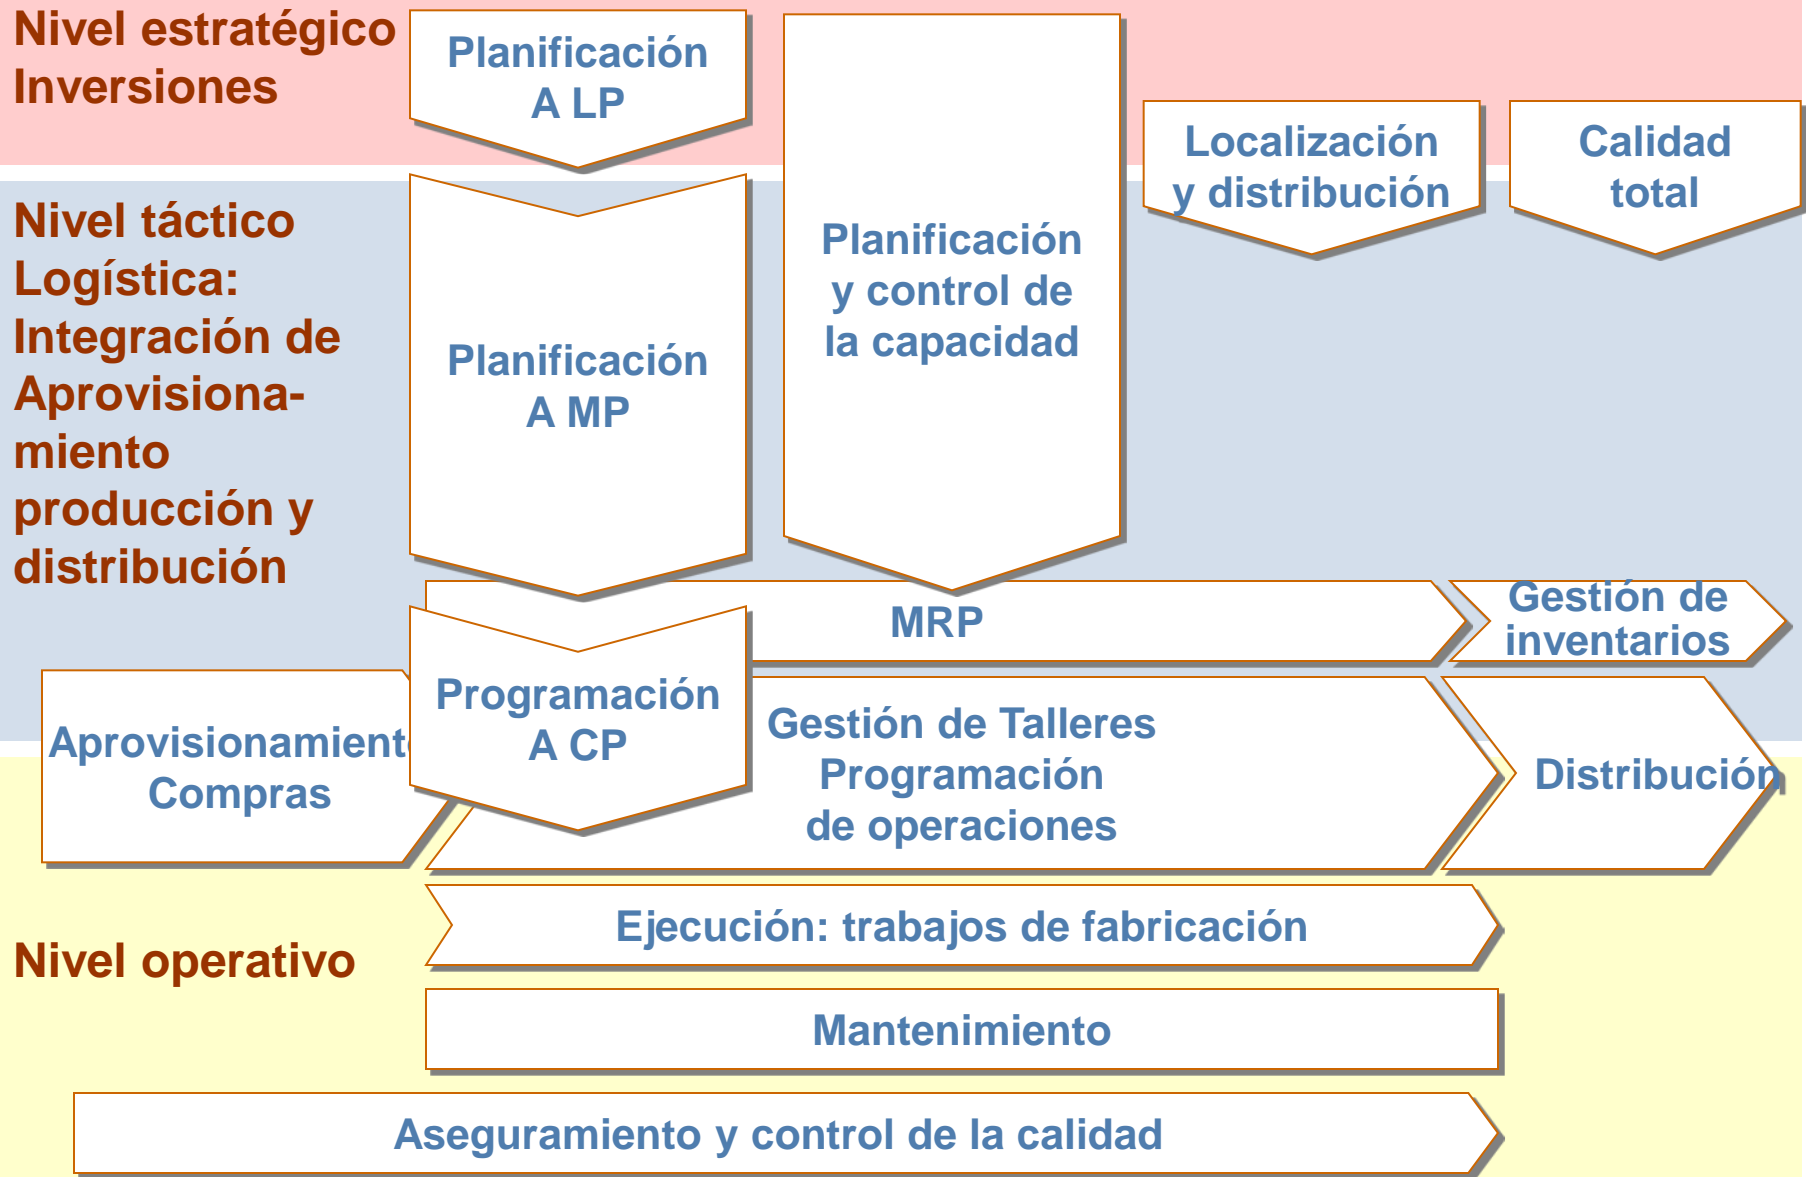 Nivel estratégico
Inversiones
Planificación
A LP
Localización
y distribución
Calidad
total
Nivel táctico
Logística:
Integración de
Aprovisiona-
miento
producción y
distribución
Planificación
A MP
Planificación
y control de
la capacidad
MRP
Gestión de
inventarios
Aprovisionamiento
Compras
Programación
A CP
Gestión de Talleres
Programación
de operaciones
Distribución
Nivel operativo
Ejecución: trabajos de fabricación
Mantenimiento
Aseguramiento y control de la calidad